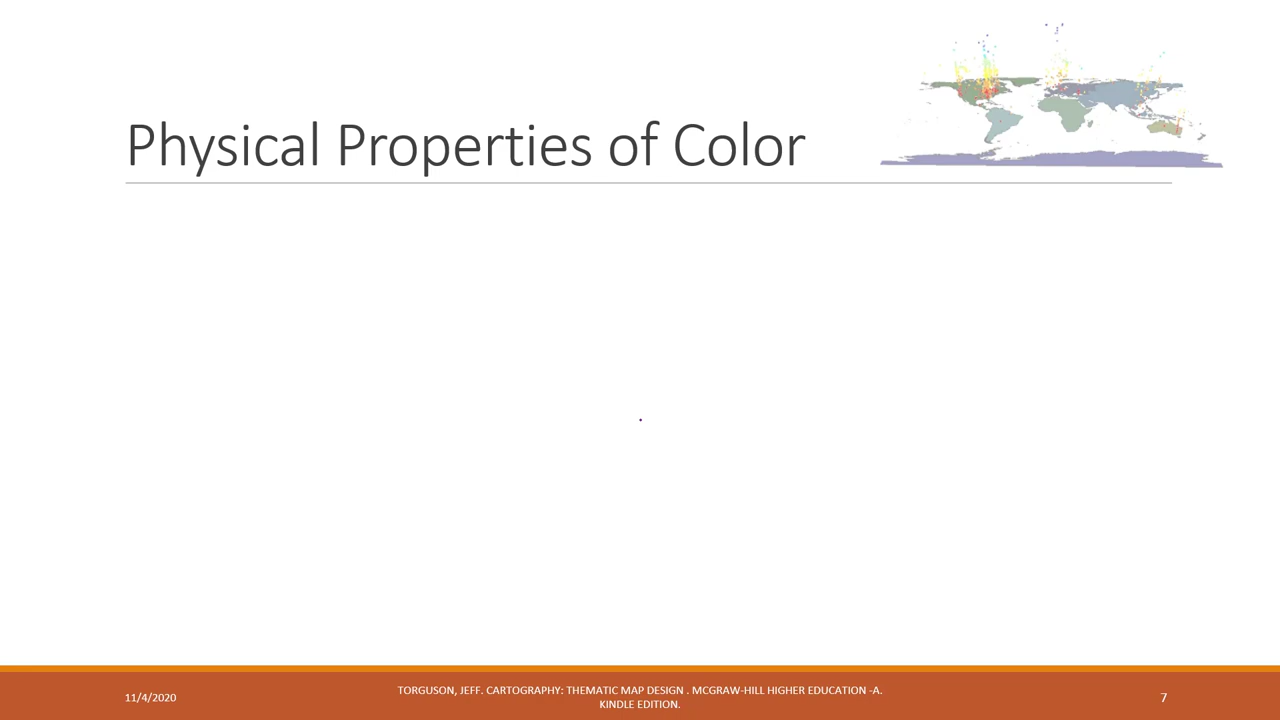 Physical Properties of Color
11/4/2020
TORGUSON, JEFF. CARTOGRAPHY: THEMATIC MAP DESIGN . MCGRAW-HILL HIGHER EDUCATION -A.
KINDLE EDITION.
7